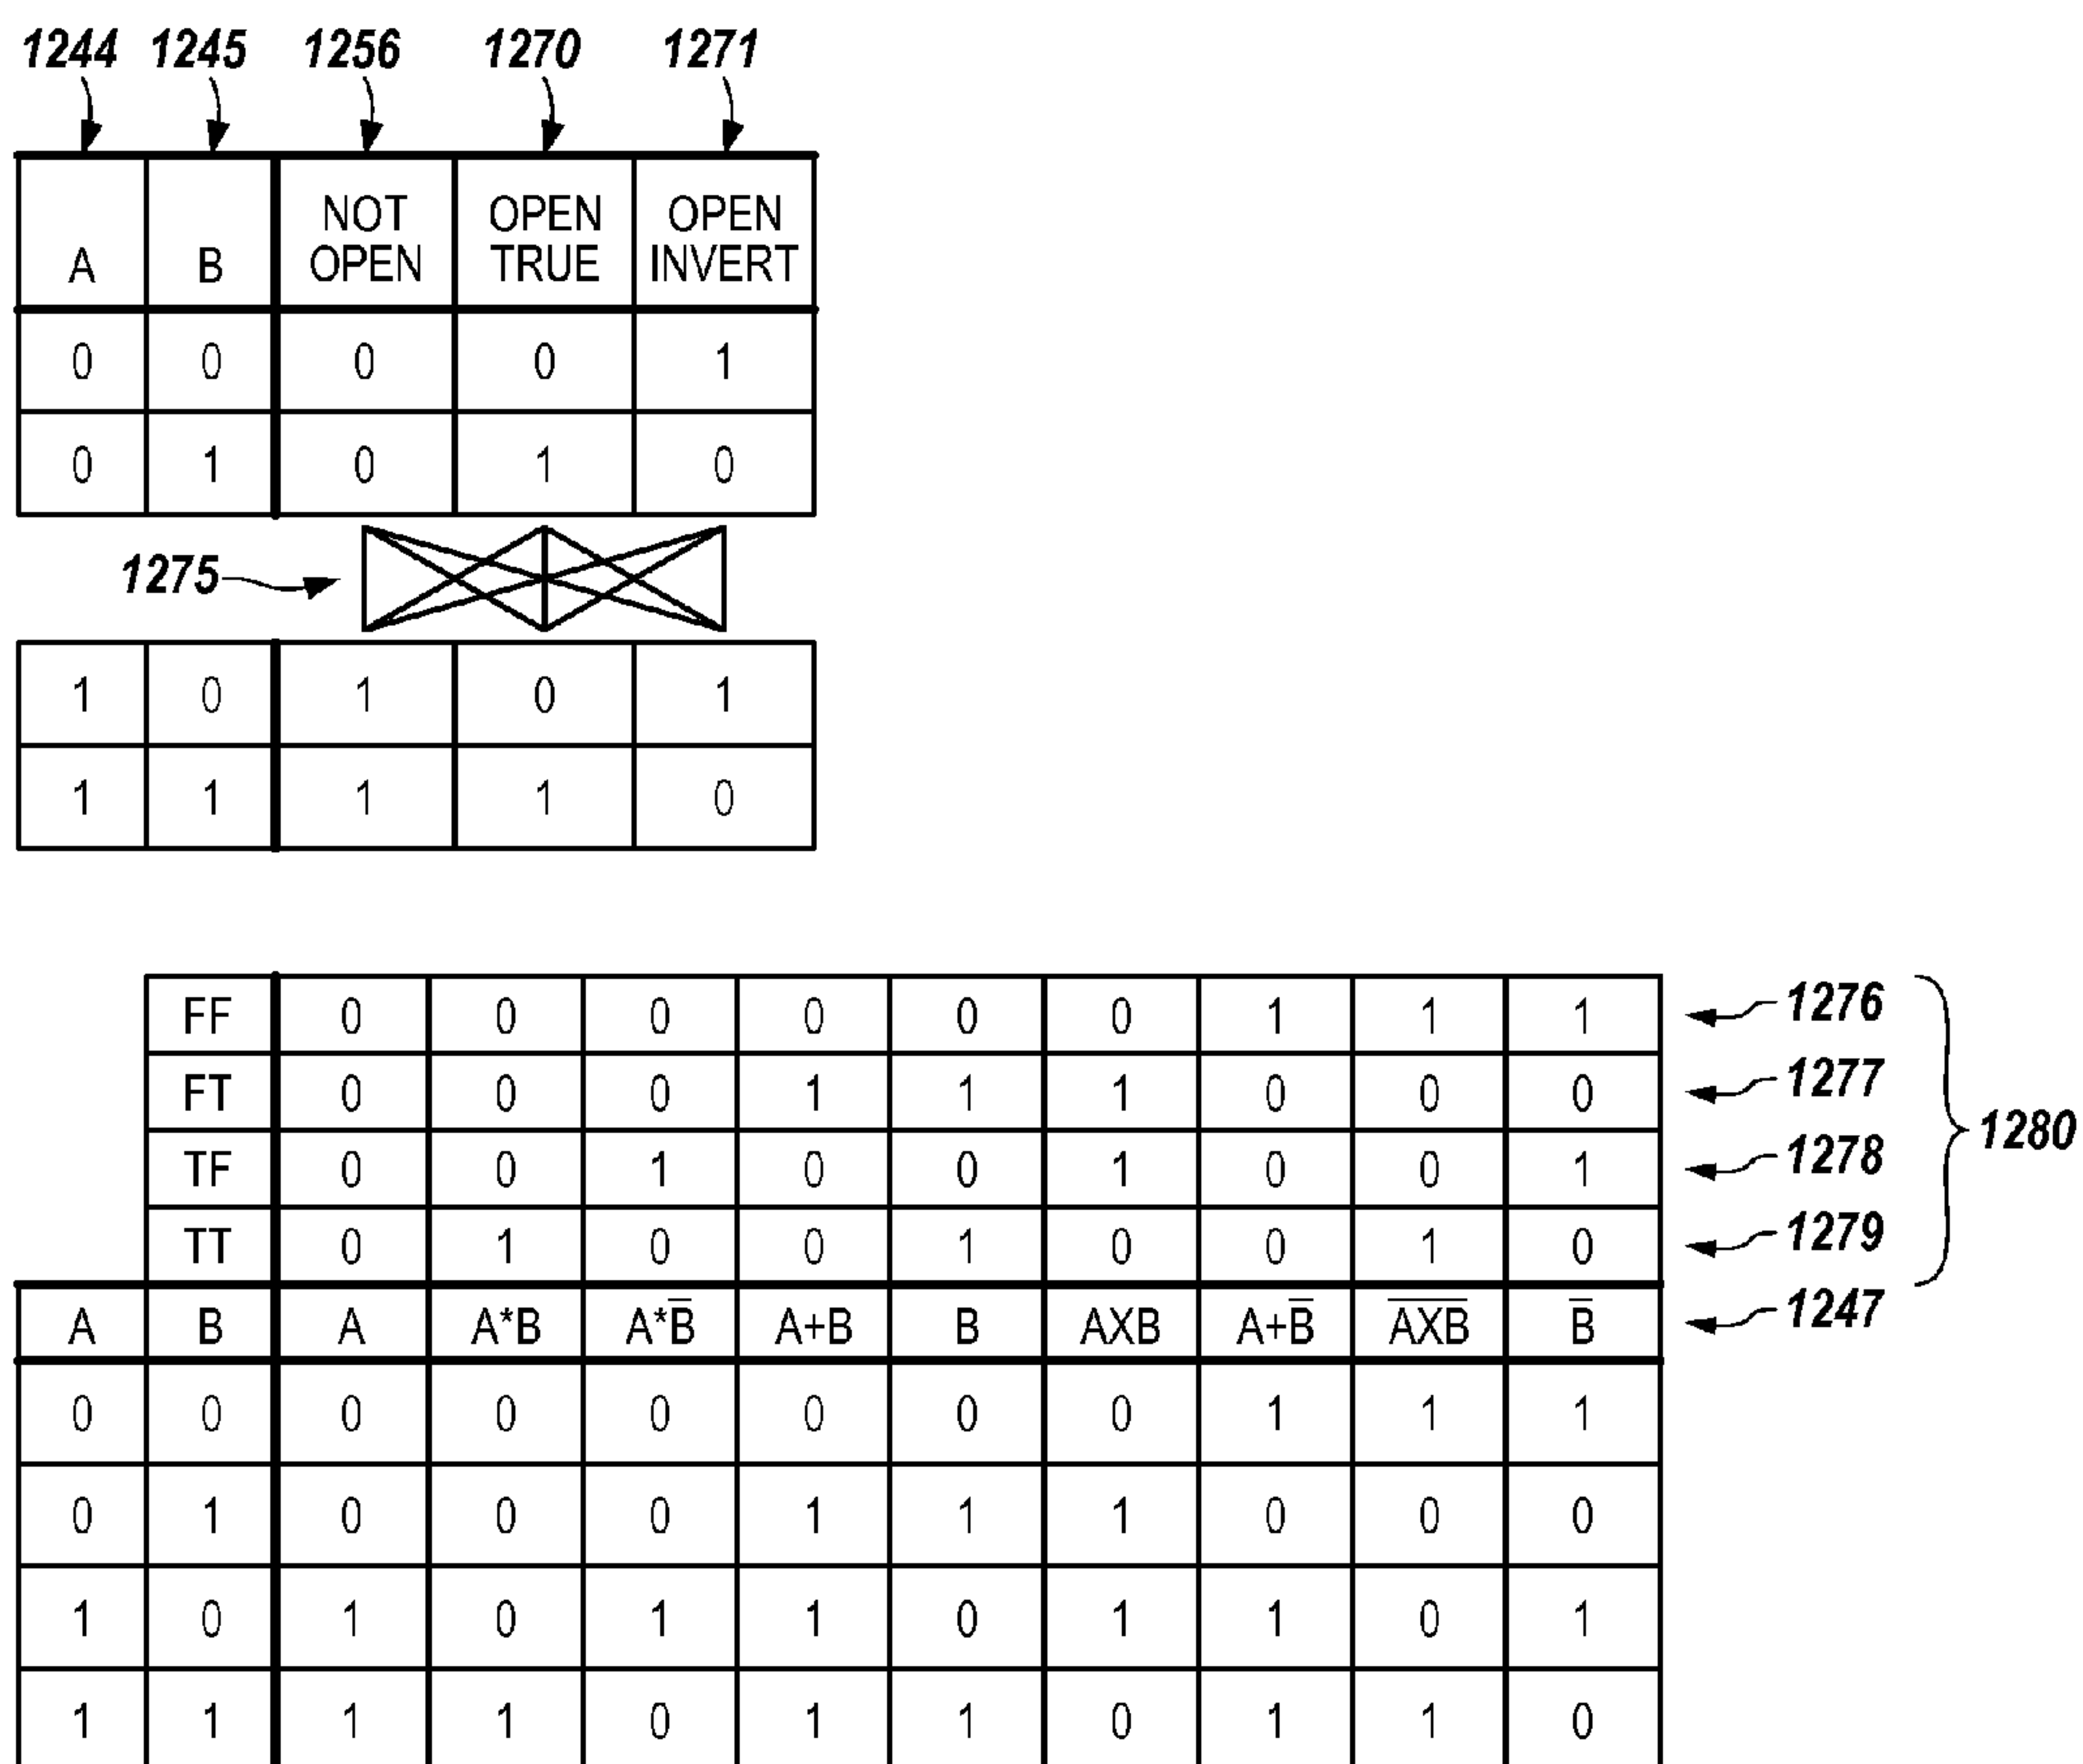 1244 1245 1256 1270 1271
A B NOT OPEN OPEN TRUE OPEN INVERT
0 0 0 0 1
0 1 0 1 0
1275
1 0 1 0 1
1 1 1 1 0
FF 0 0 0 0 0 0 1 1 1 1276
FT 0 0 0 1 1 1 0 0 0 1277
1280
TF 0 0 1 0 0 1 0 0 1 1278
TT 0 1 0 0 1 0 0 1 0 1279
A B A A*B A*B̅ A+B B AXB A+B̅ A̅X̅B̅ B̅ 1247
0 0 0 0 0 0 0 0 1 1 1
0 1 0 0 0 1 1 1 0 0 0
1 0 1 0 1 1 0 1 1 0 1
1 1 1 1 0 1 1 0 1 1 0